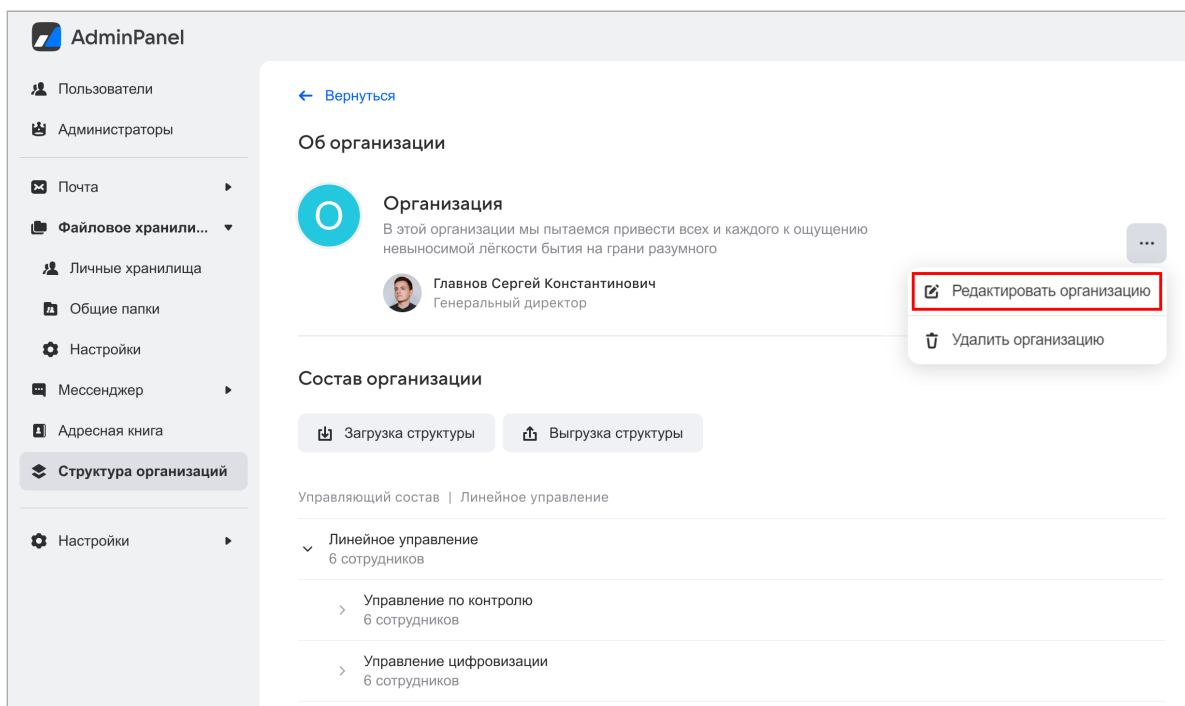 AdminPanel
Пользователи
Администраторы
Почта
Файловое хранили...
Личные хранилища
Общие папки
Настройки
Мессенджер
Адресная книга
Структура организаций
Настройки
Вернуться
Об организации
О
Организация
В этой организации мы пытаемся привести всех и каждого к ощущению
невыносимой лёгкости бытия на грани разумного
Главнов Сергей Константинович
Генеральный директор
...
Редактировать организацию
Удалить организацию
Состав организации
Загрузка структуры
Выгрузка структуры
Управляющий состав | Линейное управление
Линейное управление
6 сотрудников
Управление по контролю
6 сотрудников
Управление цифровизации
6 сотрудников